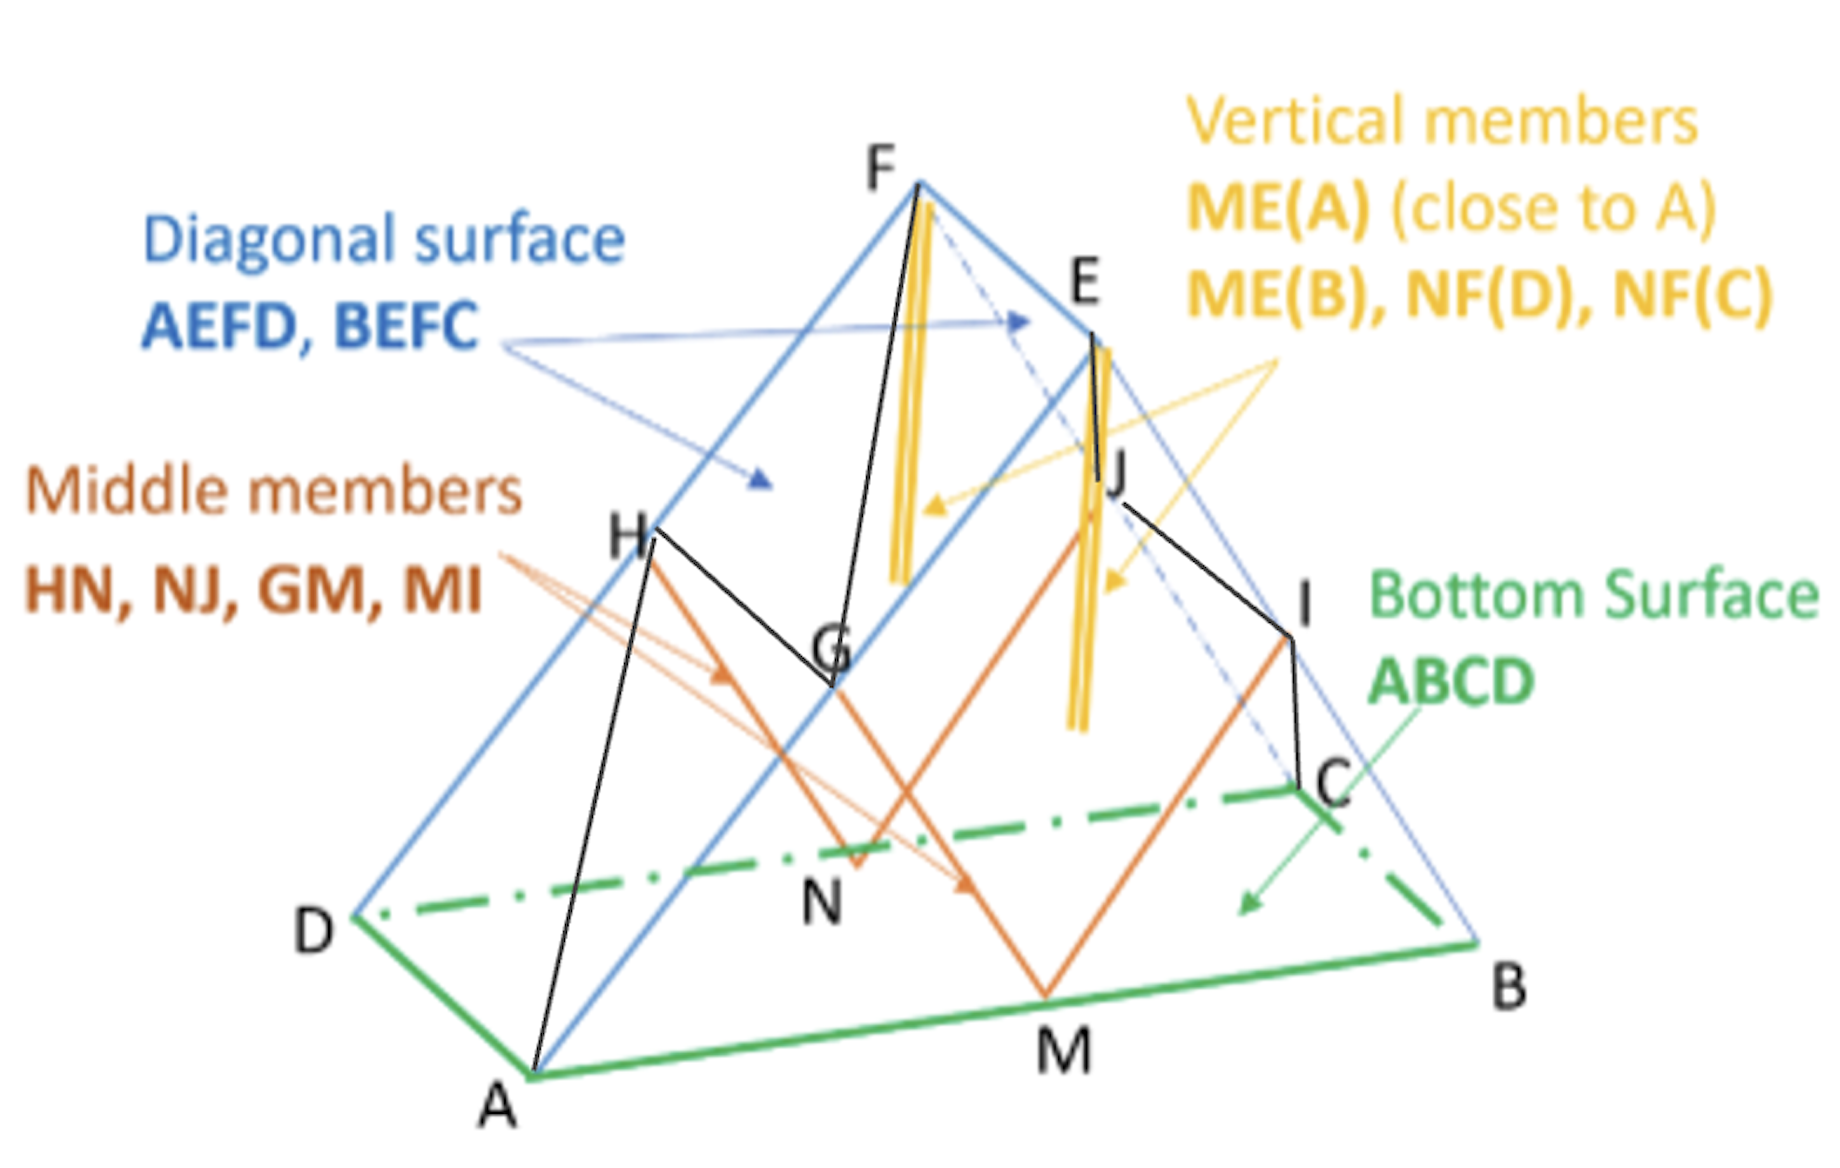 F
Vertical members
ME(A) (close to A)
ME(B), NF(D), NF(C)
Diagonal surface
AEFD, BEFC
E
Middle members
HN, NJ, GM, MI
H
J
G
I
Bottom Surface
ABCD
C
N
D
B
M
A